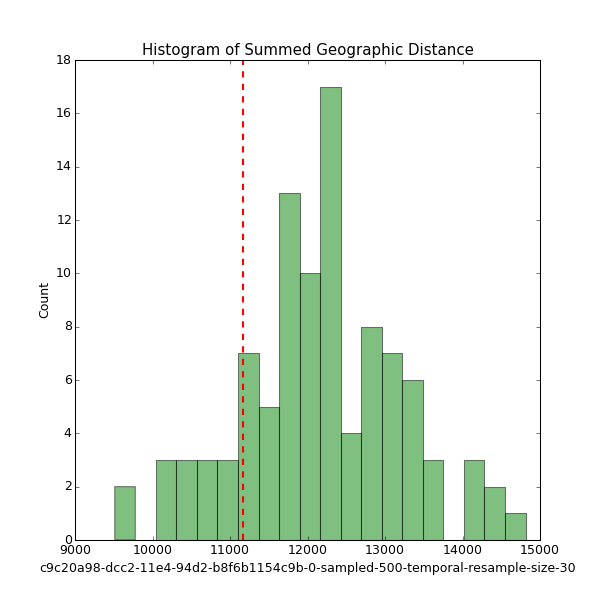 Histogram of Summed Geographic Distance
18
16
14
12
10
8
6
4
2
0
Count
9000 10000 11000 12000 13000 14000 15000
c9c20a98-dcc2-11e4-94d2-b8f6b1154c9b-0-sampled-500-temporal-resample-size-30